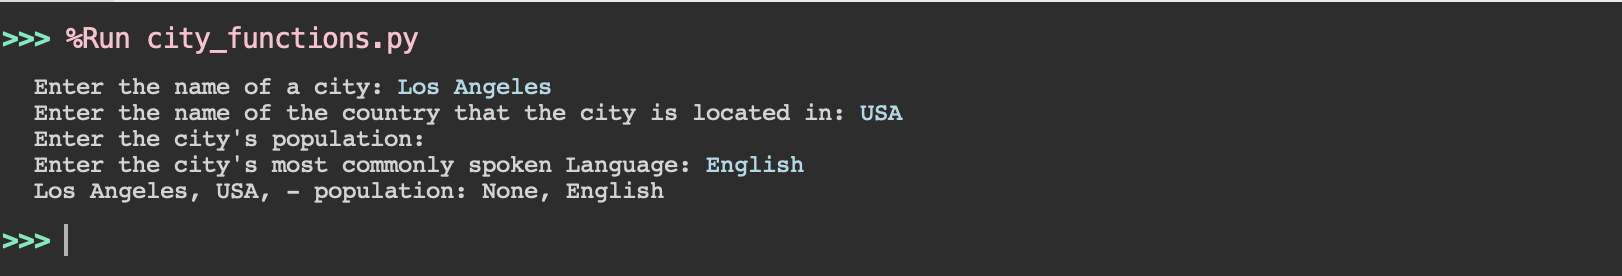 >>> %Run city_functions.py
Enter the name of a city: Los Angeles
Enter the name of the country that the city is located in: USA
Enter the city's population:
Enter the city's most commonly spoken Language: English
Los Angeles, USA, - population: None, English
>>>